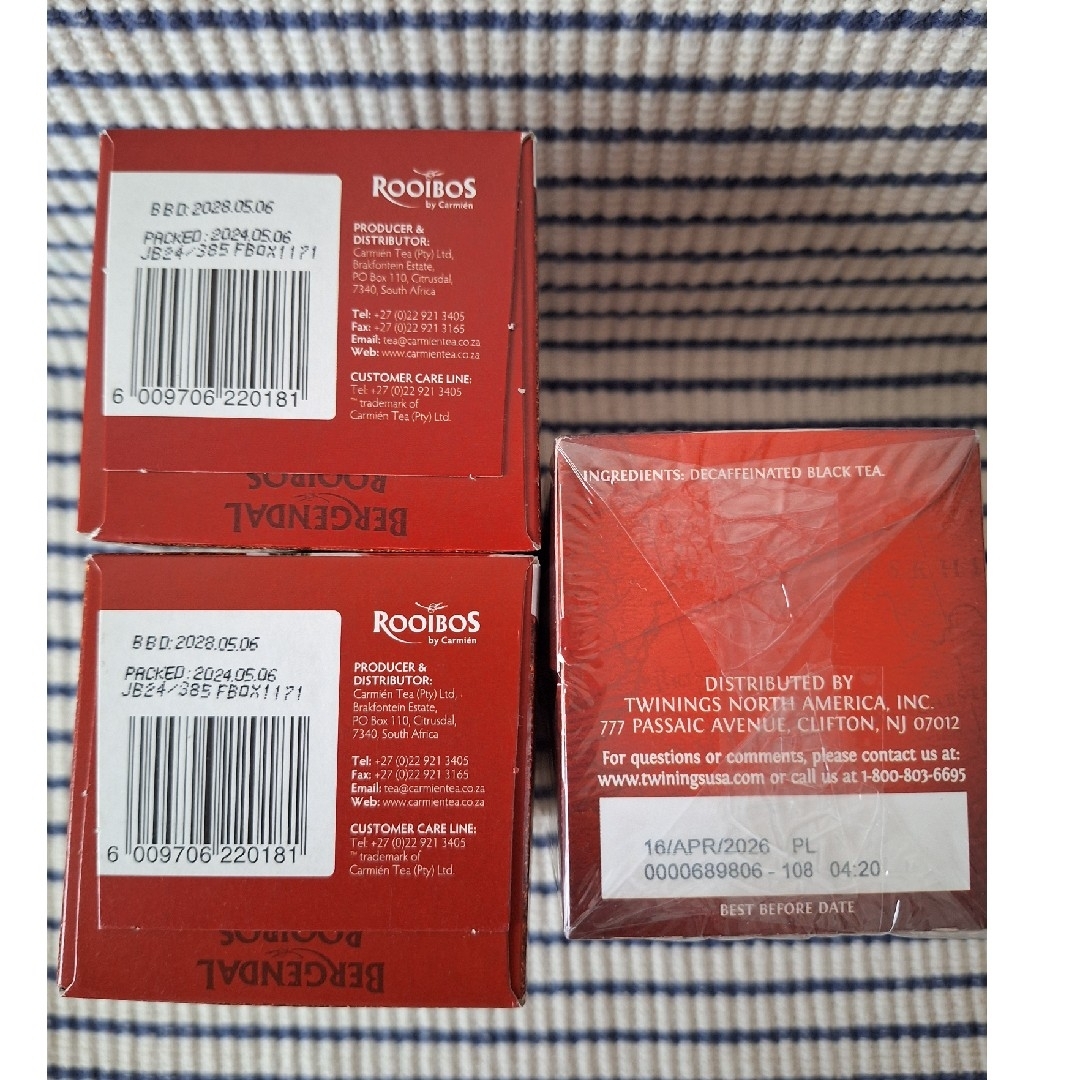 BBD:2028.05.06
PACKED:2024.05.06
JB24/385 FBOX1171
6 009706 220181
ROOIBOS
by Carmién
PRODUCER &
DISTRIBUTOR:
Carmién Tea (Pty) Ltd,
Brakfontein Estate,
PO Box 110, Citrusdal,
7340, South Africa
Tel: +27 (0)22 921 3405
Fax: +27 (0)22 921 3165
Email: tea@carmientea.co.za
Web: www.carmientea.co.za
CUSTOMER CARE LINE:
Tel: +27 (0)22 921 3405
™ trademark of
Carmién Tea (Pty) Ltd.
BERGENDAL
ROOIBOS
BBD:2028.05.06
PACKED:2024.05.06
JB24/385 FBOX1171
6 009706 220181
ROOIBOS
by Carmién
PRODUCER &
DISTRIBUTOR:
Carmién Tea (Pty) Ltd,
Brakfontein Estate,
PO Box 110, Citrusdal,
7340, South Africa
Tel: +27 (0)22 921 3405
Fax: +27 (0)22 921 3165
Email: tea@carmientea.co.za
Web: www.carmientea.co.za
CUSTOMER CARE LINE:
Tel: +27 (0)22 921 3405
™ trademark of
Carmién Tea (Pty) Ltd.
BERGENDAL
ROOIBOS
INGREDIENTS: DECAFFEINATED BLACK TEA.
DISTRIBUTED BY
TWININGS NORTH AMERICA, INC.
777 PASSAIC AVENUE, CLIFTON, NJ 07012
For questions or comments, please contact us at:
www.twiningsusa.com or call us at 1-800-803-6695
16/APR/2026 PL
0000689806 - 108 04:20
BEST BEFORE DATE